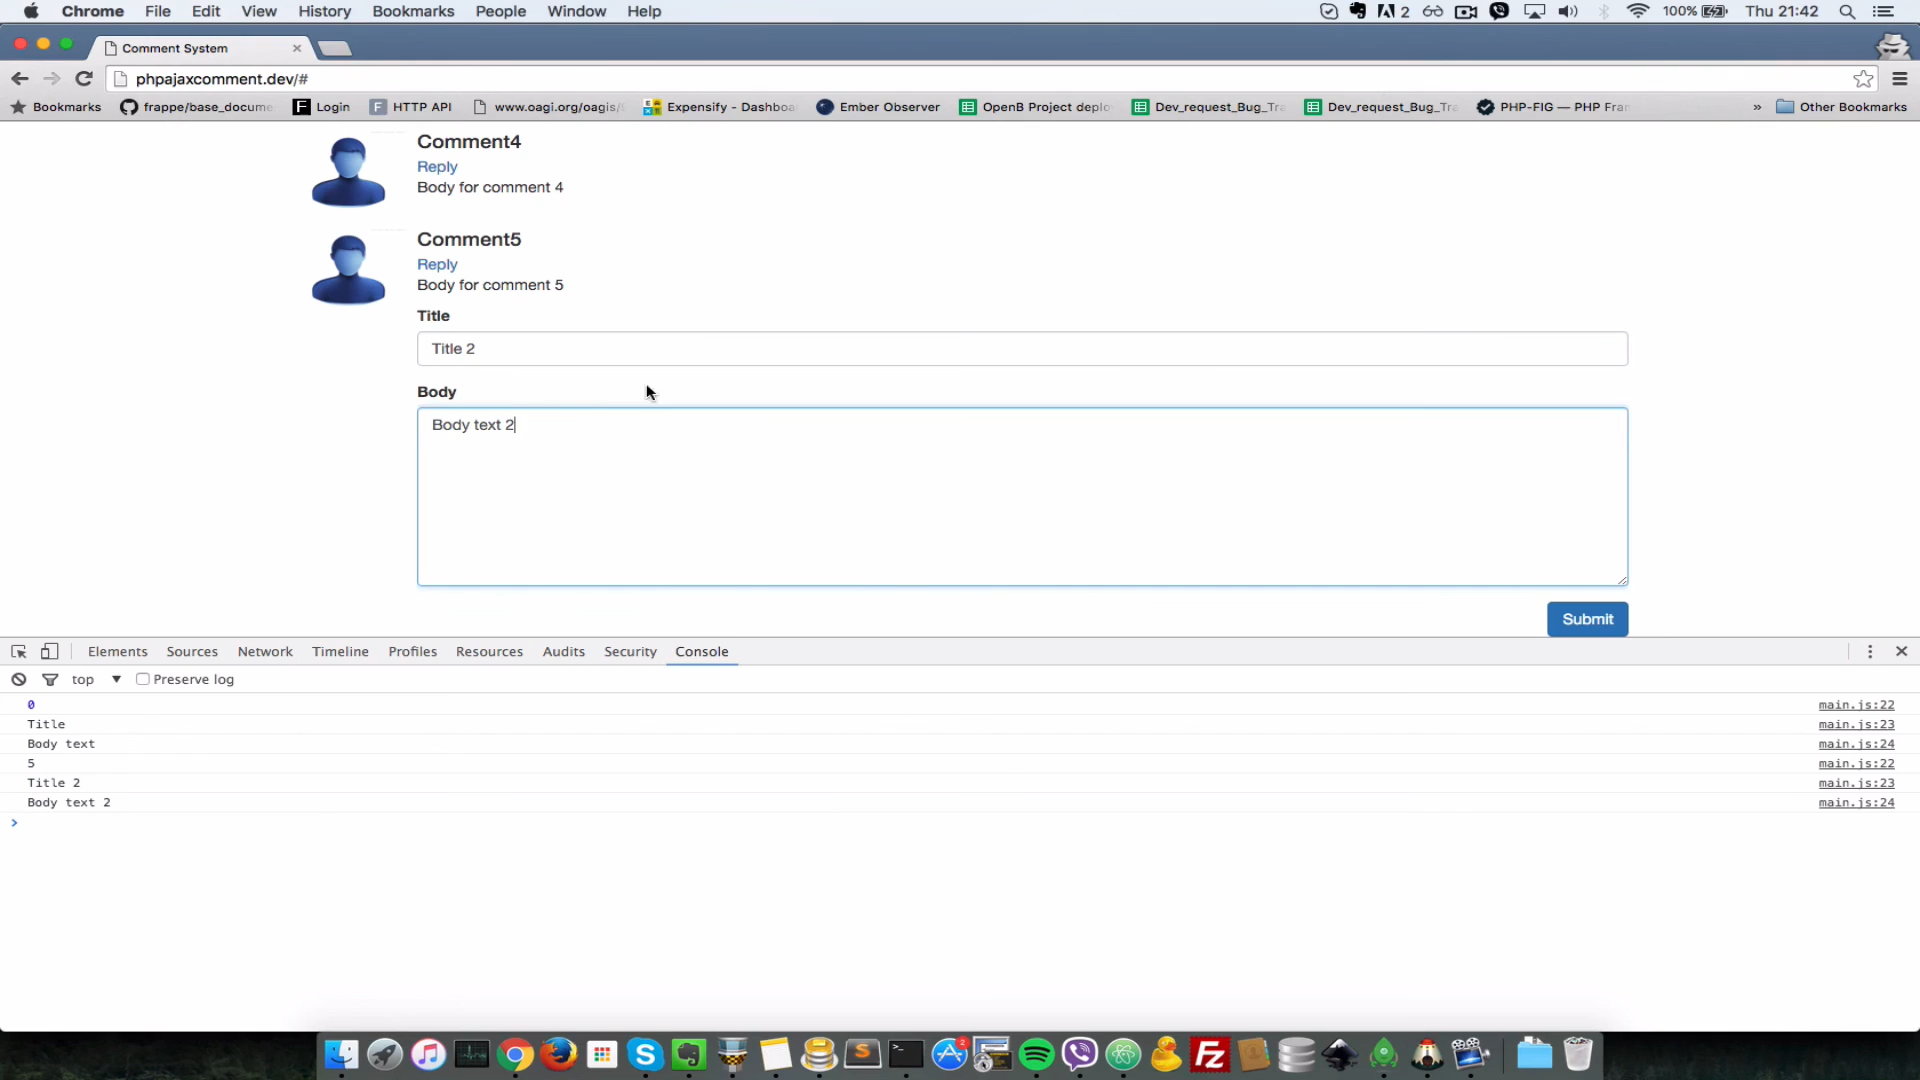 Chrome File Edit View History Bookmarks People Window Help 2 100% Thu 21:42
Comment System
phpajaxcomment.dev/#
Bookmarks frappe/base_docume Login HTTP API www.oagi.org/oagis/ Expensify - Dashboa Ember Observer OpenB Project deplo Dev_request_Bug_Tra Dev_request_Bug_Tra PHP-FIG — PHP Fra » Other Bookmarks
Comment4
Reply
Body for comment 4
Comment5
Reply
Body for comment 5
Title
Title 2
Body
Body text 2
Submit
Elements Sources Network Timeline Profiles Resources Audits Security Console
top Preserve log
0 main.js:22
Title main.js:23
Body text main.js:24
5 main.js:22
Title 2 main.js:23
Body text 2 main.js:24
>